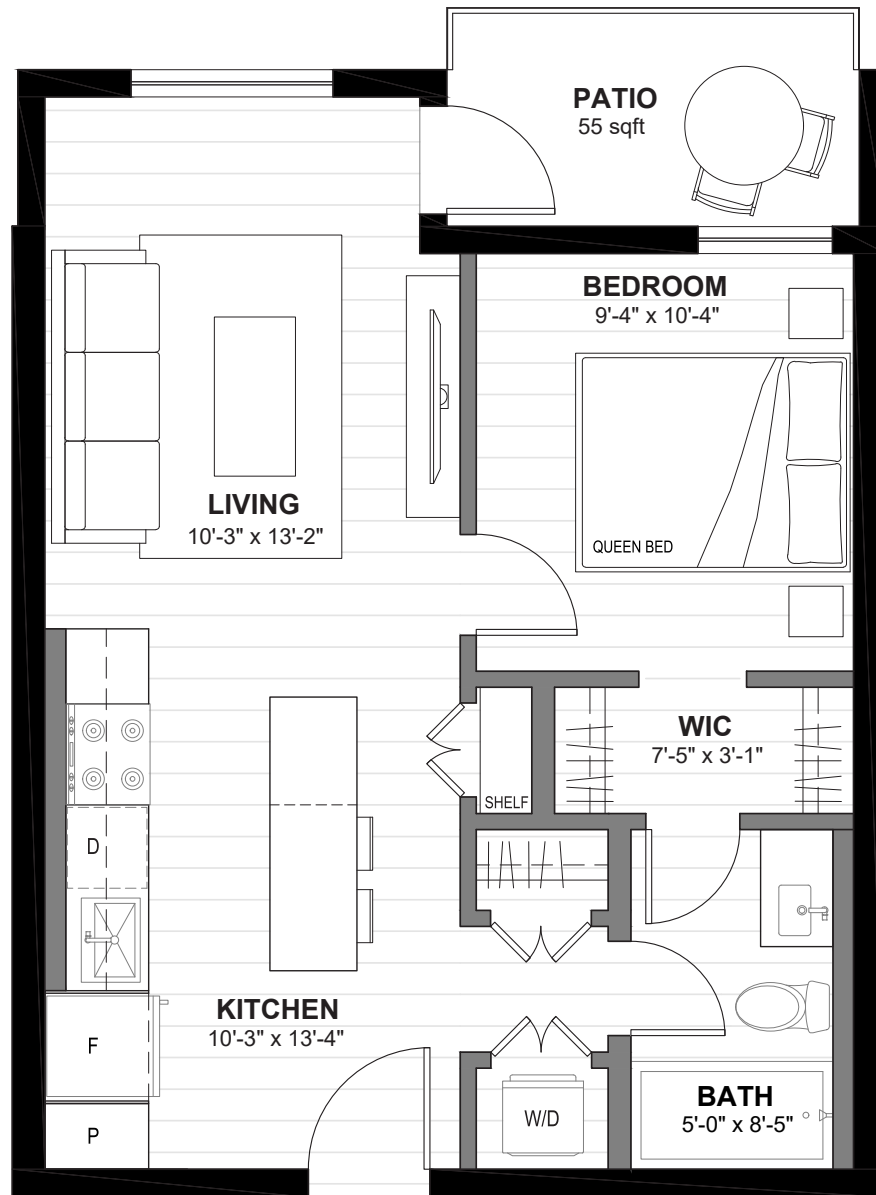 PATIO
55 sqft
BEDROOM
9'-4" x 10'-4"
LIVING
10'-3" x 13'-2"
QUEEN BED
WIC
7'-5" x 3'-1"
SHELF
D
KITCHEN
10'-3" x 13'-4"
F
P
W/D
BATH
5'-0" x 8'-5"